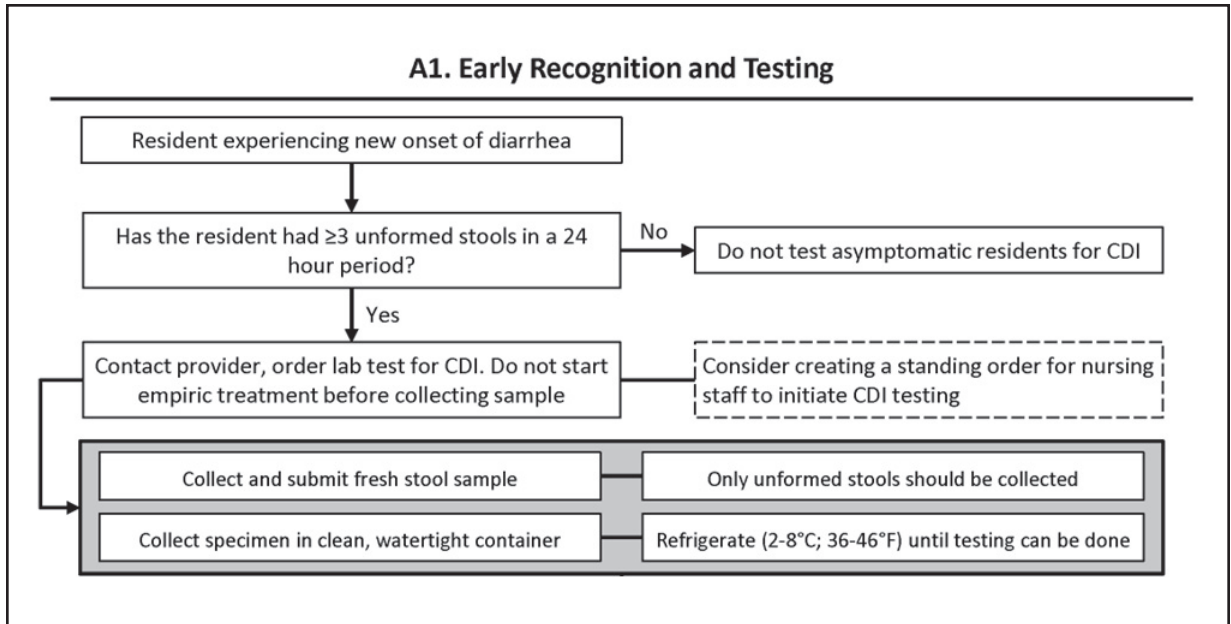 A1. Early Recognition and Testing
Resident experiencing new onset of diarrhea
Has the resident had ≥3 unformed stools in a 24
hour period?
No
Do not test asymptomatic residents for CDI
Yes
Contact provider, order lab test for CDI. Do not start
empiric treatment before collecting sample
Consider creating a standing order for nursing
staff to initiate CDI testing
Collect and submit fresh stool sample
Only unformed stools should be collected
Collect specimen in clean, watertight container
Refrigerate (2-8°C; 36-46°F) until testing can be done